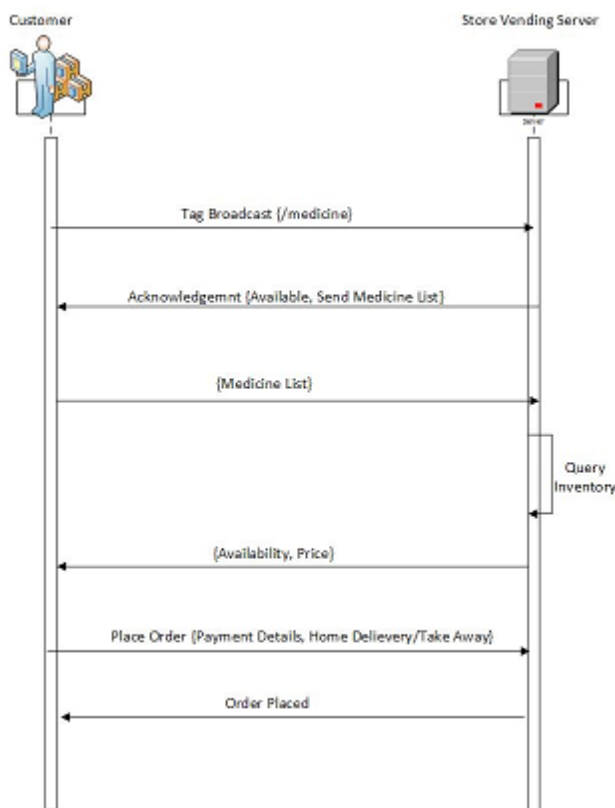 Customer
Store Vending Server
Server
Tag Broadcast {/medicine}
Acknowledgemnt {Available, Send Medicine List}
{Medicine List}
Query
Inventory
{Availability, Price}
Place Order {Payment Details, Home Delievery/Take Away}
Order Placed